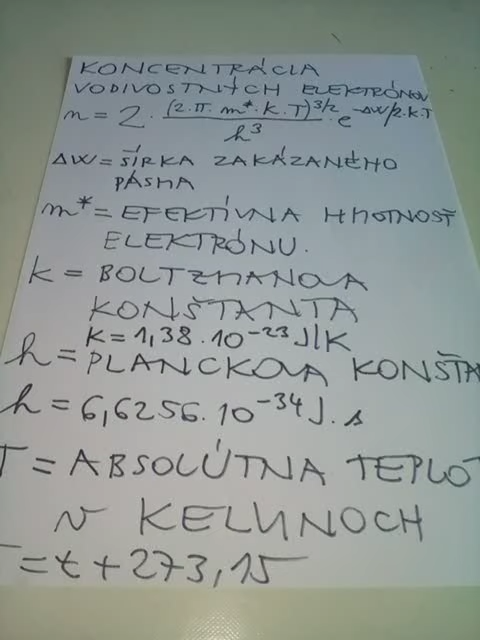 KONCENTRÁCIA
VODIVOSTNÝCH ELEKTRÓNOV
n = 2 · (2·π·m*·k·T)^3/2 / h^3 · e^-ΔW/2·k·T
ΔW = ŠÍRKA ZAKÁZANÉHO
PÁSMA
m* = EFEKTÍVNA HMOTNOSŤ
ELEKTRÓNU.
k = BOLTZMANOVA
KONŠTANTA
k = 1,38·10^-23 J/K
h = PLANCKOVA KONŠTA
h = 6,6256·10^-34 J.s
T = ABSOLÚTNA TEPLOT
v KELVINOCH
T = t + 273,15